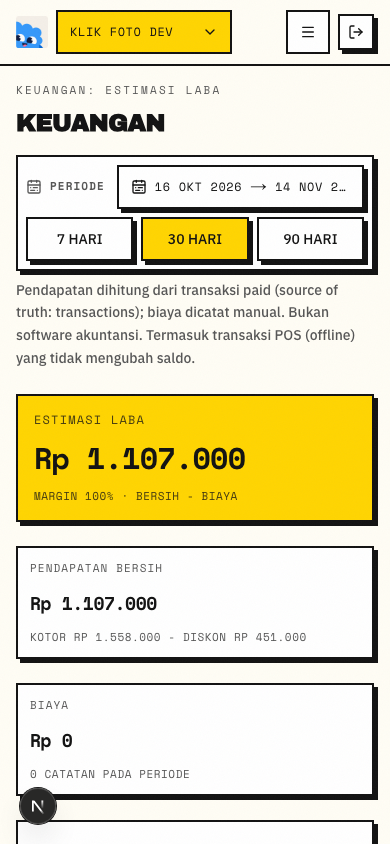 KLIK FOTO DEV
KEUANGAN: ESTIMASI LABA
KEUANGAN
PERIODE
16 OKT 2026 → 14 NOV 2…
7 HARI
30 HARI
90 HARI
Pendapatan dihitung dari transaksi paid (source of
truth: transactions); biaya dicatat manual. Bukan
software akuntansi. Termasuk transaksi POS (offline)
yang tidak mengubah saldo.
ESTIMASI LABA
Rp 1.107.000
MARGIN 100% · BERSIH - BIAYA
PENDAPATAN BERSIH
Rp 1.107.000
KOTOR RP 1.558.000 - DISKON RP 451.000
BIAYA
Rp 0
0 CATATAN PADA PERIODE
N